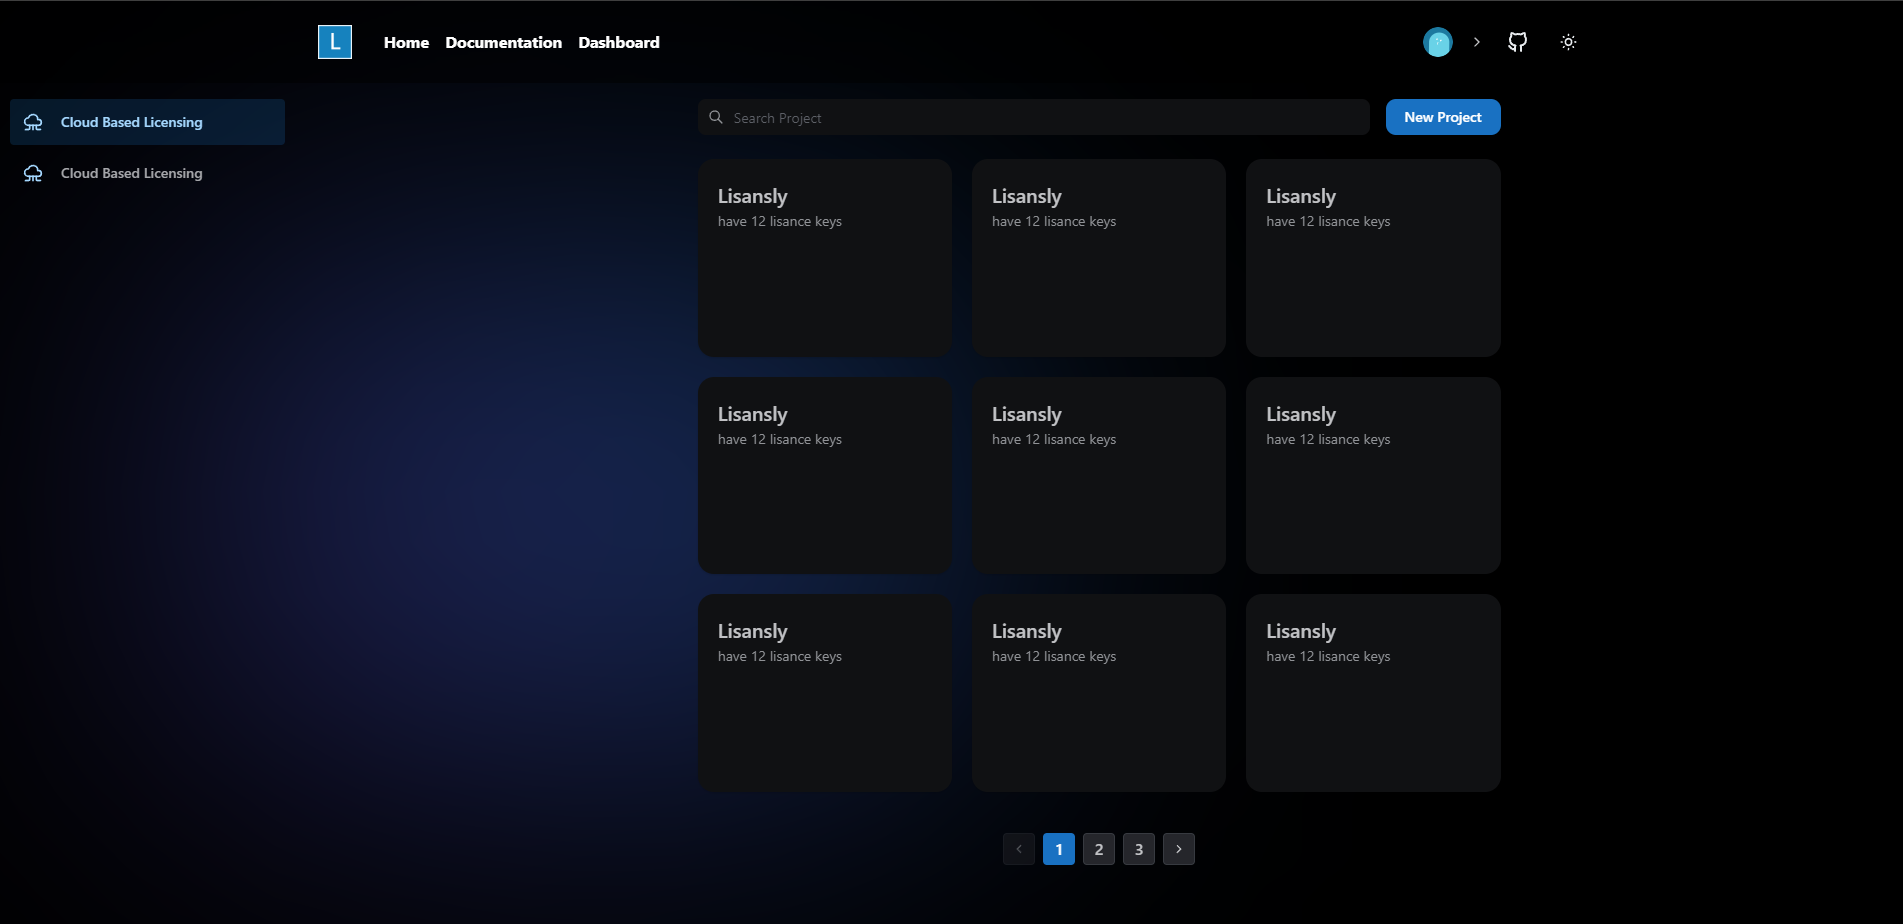 L
Home Documentation Dashboard
Cloud Based Licensing
Cloud Based Licensing
Search Project
New Project
Lisansly
have 12 lisance keys
Lisansly
have 12 lisance keys
Lisansly
have 12 lisance keys
Lisansly
have 12 lisance keys
Lisansly
have 12 lisance keys
Lisansly
have 12 lisance keys
Lisansly
have 12 lisance keys
Lisansly
have 12 lisance keys
Lisansly
have 12 lisance keys
1 2 3